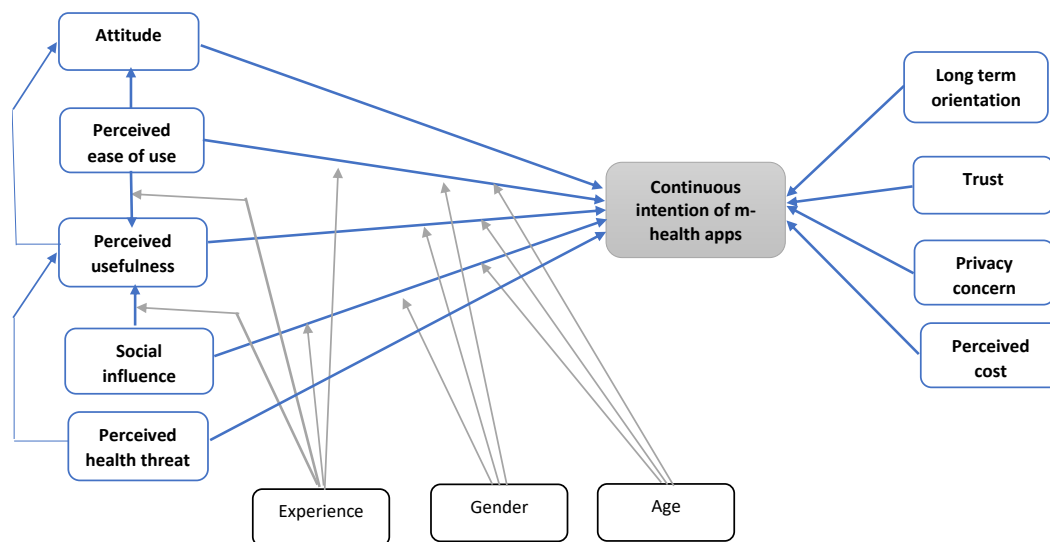 Attitude
Perceived
ease of use
Perceived
usefulness
Social
influence
Perceived
health threat
Continuous
intention of m-
health apps
Long term
orientation
Trust
Privacy
concern
Perceived
cost
Experience
Gender
Age